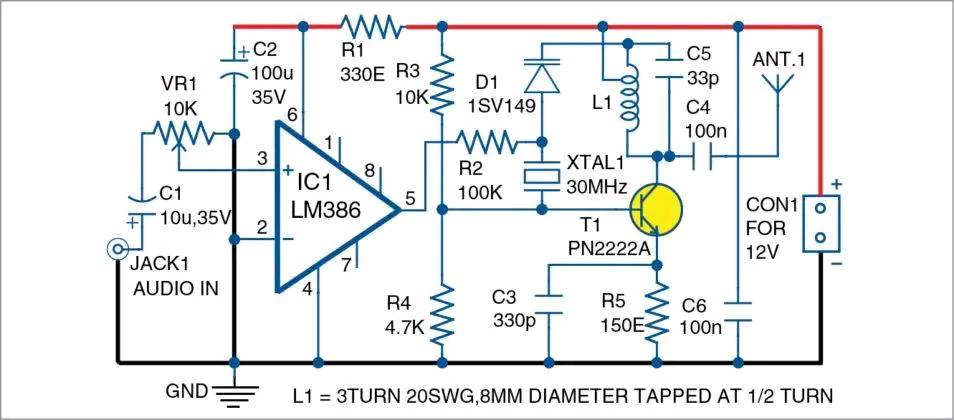 C2
100u
35V
R1
330E
R3
10K
D1
1SV149
L1
C5
33p
ANT.1
C4
100n
VR1
10K
6
1
8
3
+
IC1
LM386
5
2
−
7
4
R2
100K
XTAL1
30MHz
T1
PN2222A
CON1
FOR
12V
+
−
C1
10u,35V
+
+
JACK1
AUDIO IN
R4
4.7K
C3
330p
R5
150E
C6
100n
GND
L1 = 3TURN 20SWG,8MM DIAMETER TAPPED AT 1/2 TURN